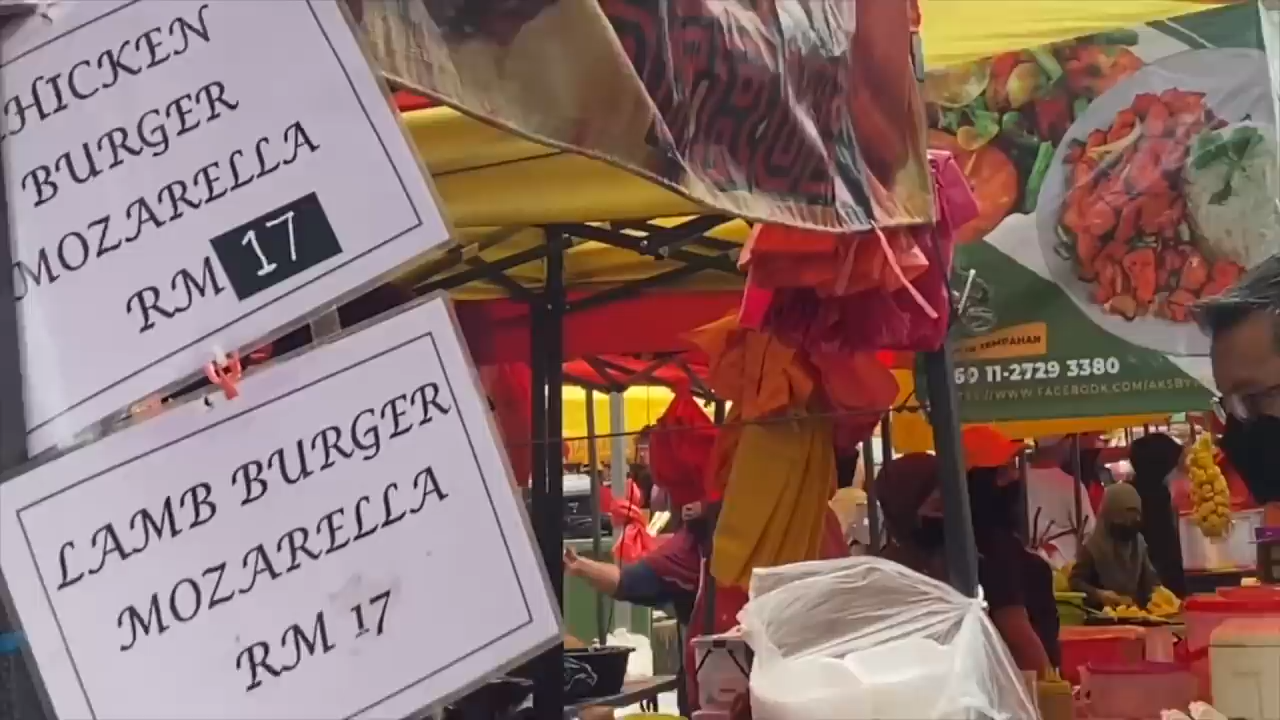 HICKEN
BURGER
MOZARELLA
RM 17
LAMB BURGER
MOZARELLA
RM 17
TEMPAHAN
60 11-2729 3380
WWW.FACEBOOK.COM/AKSBY